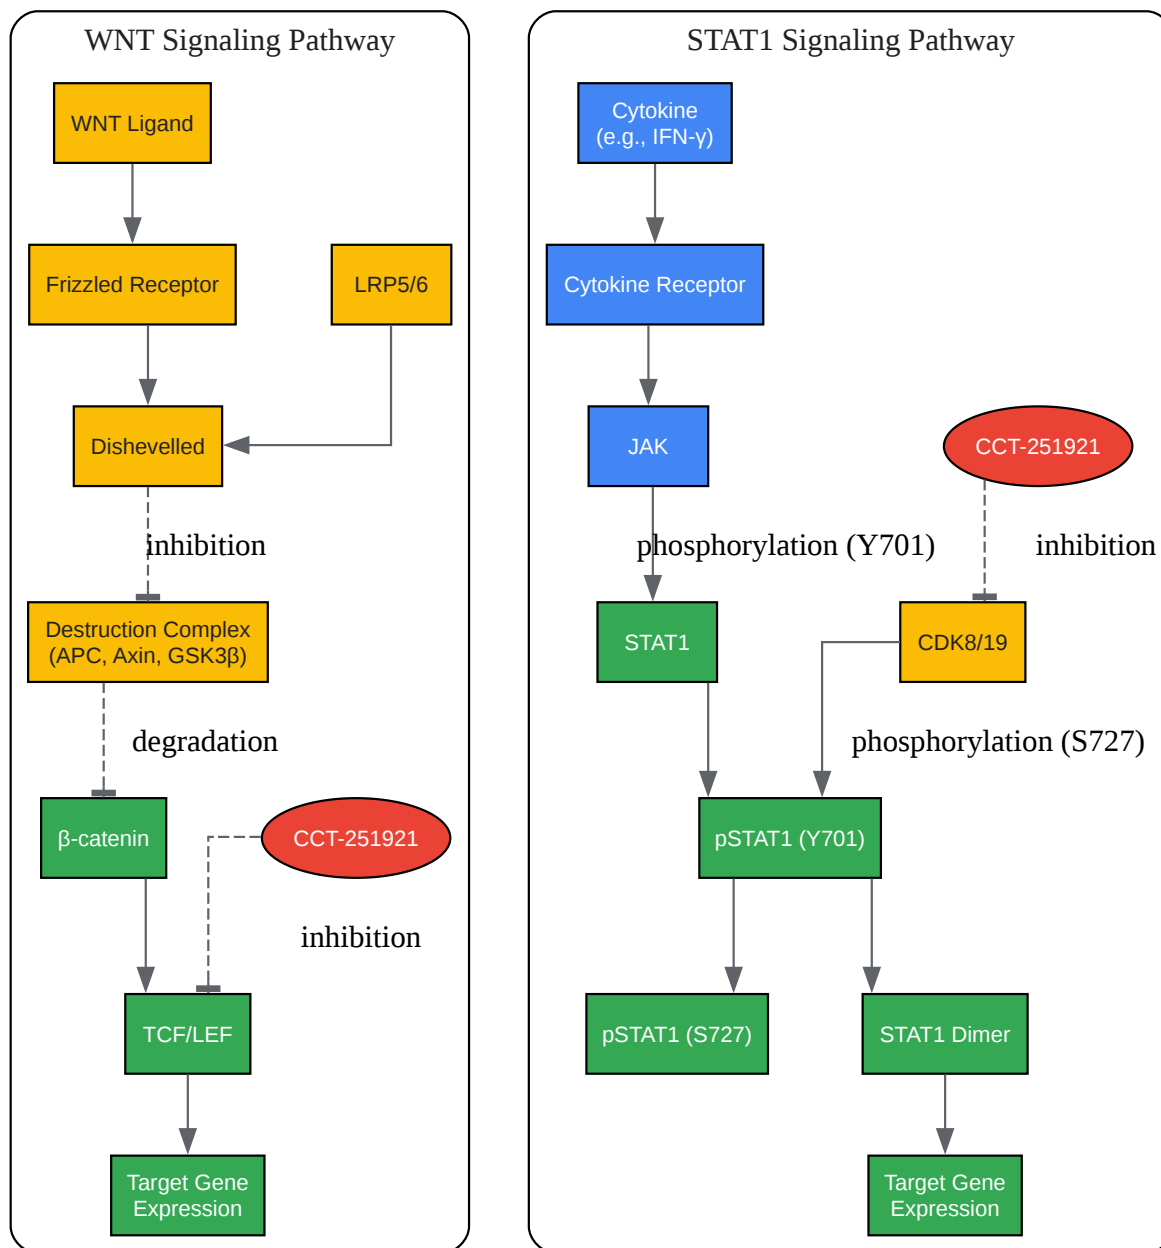 WNT Signaling Pathway
WNT Ligand
Frizzled Receptor
LRP5/6
Dishevelled
inhibition
Destruction Complex
(APC, Axin, GSK3β)
degradation
β-catenin
CCT-251921
inhibition
TCF/LEF
Target Gene
Expression
STAT1 Signaling Pathway
Cytokine
(e.g., IFN-γ)
Cytokine Receptor
JAK
CCT-251921
phosphorylation (Y701)
inhibition
STAT1
CDK8/19
phosphorylation (S727)
pSTAT1 (Y701)
pSTAT1 (S727)
STAT1 Dimer
Target Gene
Expression